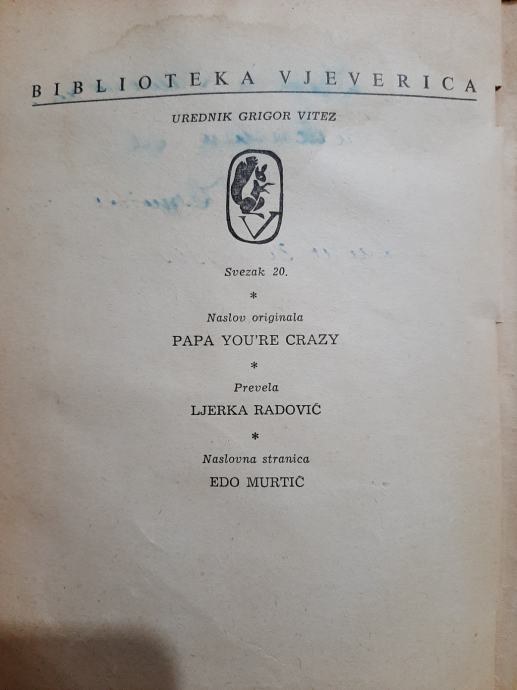 BIBLIOTEKA VJEVERICA
UREDNIK GRIGOR VITEZ
V
Svezak 20.
*
Naslov originala
PAPA YOU'RE CRAZY
*
Prevela
LJERKA RADOVIĆ
*
Naslovna stranica
EDO MURTIĆ